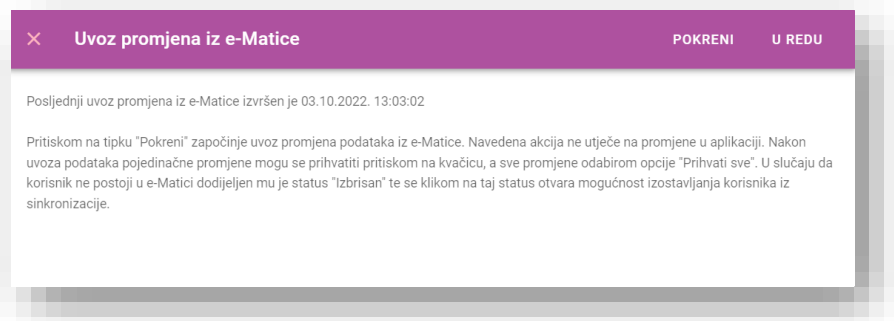 Uvoz promjena iz e-Matice POKRENI U REDU
Posljednji uvoz promjena iz e-Matice izvršen je 03.10.2022. 13:03:02
Pritiskom na tipku "Pokreni" započinje uvoz promjena podataka iz e-Matice. Navedena akcija ne utječe na promjene u aplikaciji. Nakon
uvoza podataka pojedinačne promjene mogu se prihvatiti pritiskom na kvačicu, a sve promjene odabirom opcije "Prihvati sve". U slučaju da
korisnik ne postoji u e-Matici dodijeljen mu je status "Izbrisan" te se klikom na taj status otvara mogućnost izostavljanja korisnika iz
sinkronizacije.